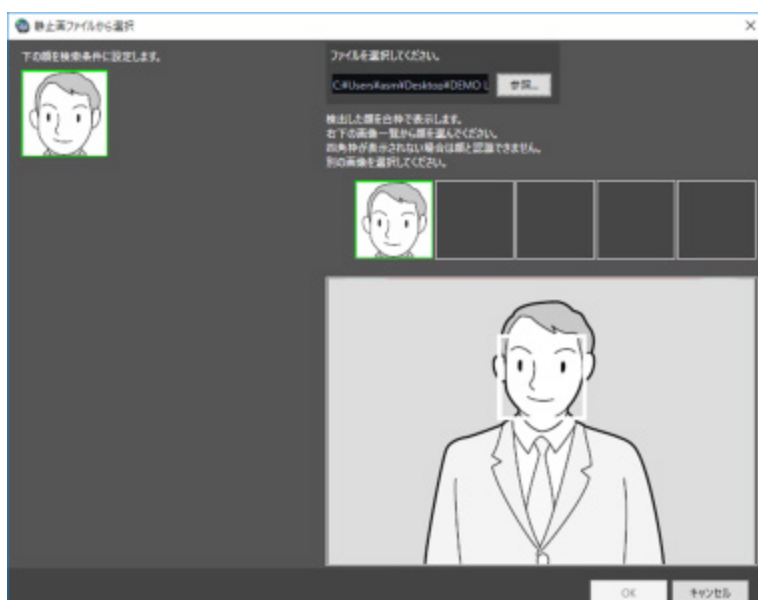 静止画ファイルから選択
下の顔を検索条件に設定します。
ファイルを選択してください。
C:¥Users¥asm¥Desktop¥DEMO
参照...
検出した顔を白枠で表示します。
右下の画像一覧から顔を選んでください。
四角枠が表示されない場合は顔と認識できません。
別の画像を選択してください。
OK
キャンセル